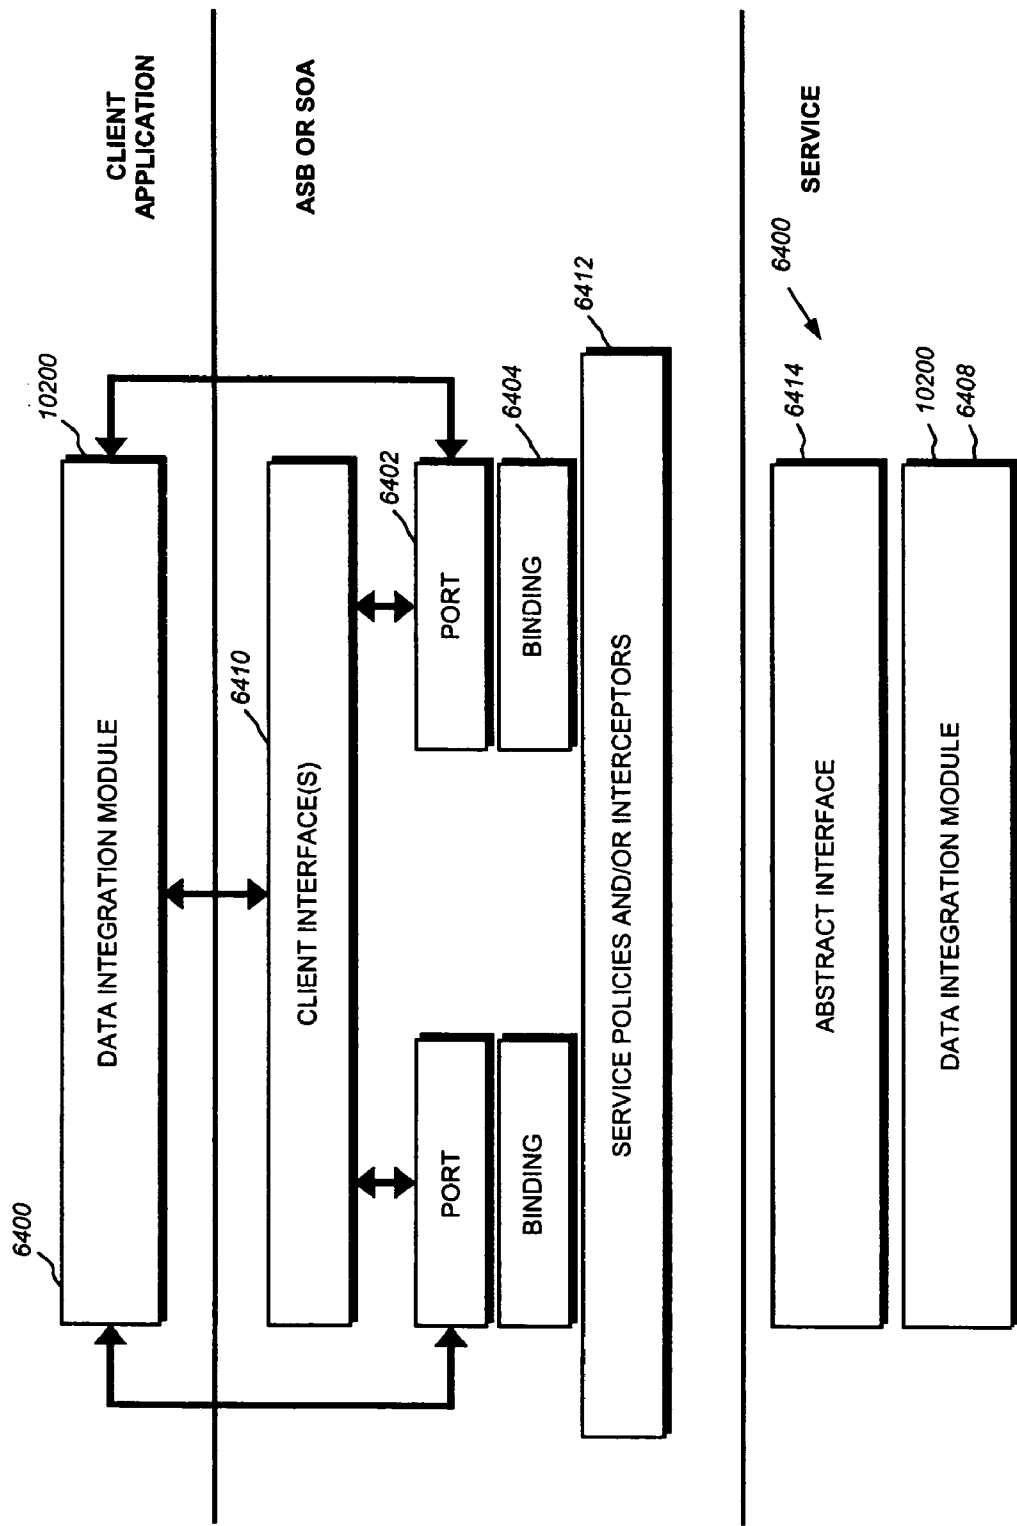 6400
10200
CLIENT
APPLICATION
DATA INTEGRATION MODULE
6410
ASB OR SOA
CLIENT INTERFACE(S)
6402
PORT
PORT
6404
BINDING
BINDING
6412
SERVICE POLICIES AND/OR INTERCEPTORS
SERVICE
6400
6414
ABSTRACT INTERFACE
10200
6408
DATA INTEGRATION MODULE